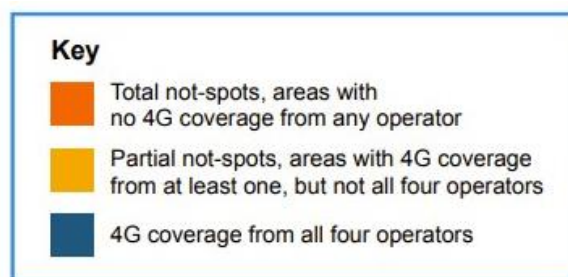 Key
Total not-spots, areas with
no 4G coverage from any operator
Partial not-spots, areas with 4G coverage
from at least one, but not all four operators
4G coverage from all four operators